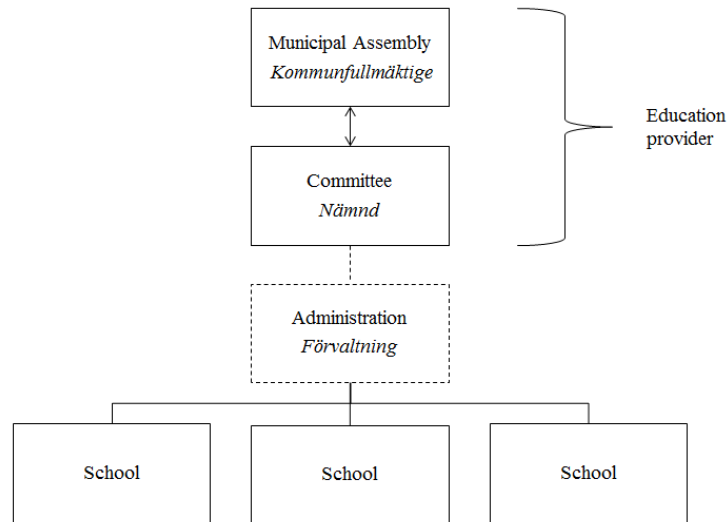 Municipal Assembly
Kommunfullmäktige
Education
provider
Committee
Nämnd
Administration
Förvaltning
School
School
School